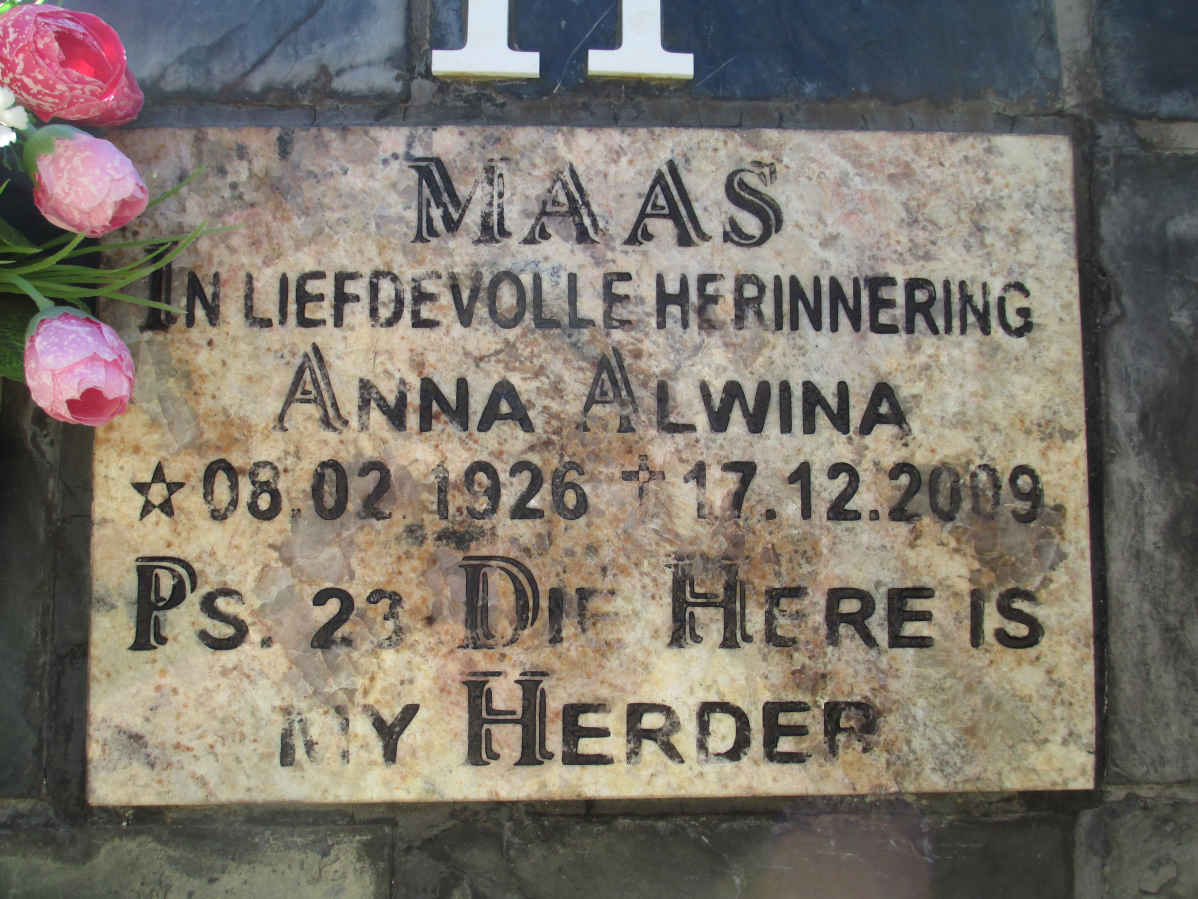 MAAS
IN LIEFDEVOLLE HERINNERING
ANNA ALWINA
☆ 08.02.1926 ✝ 17.12.2009
PS. 23 DIE HERE IS
MY HERDER